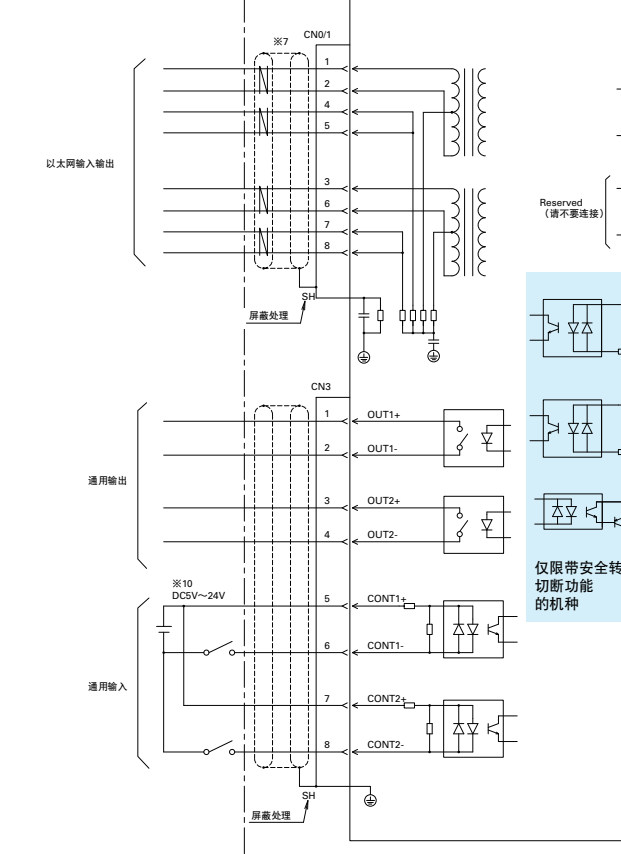 ※7
CN0/1
1
2
4
5
以太网输入输出
3
6
7
8
SH
屏蔽处理
Reserved
（请不要连接）
CN3
1
OUT1+
2
OUT1-
通用输出
3
OUT2+
4
OUT2-
仅限带安全转
切断功能
的机种
※10
DC5V～24V
5
CONT1+
6
CONT1-
通用输入
7
CONT2+
8
CONT2-
SH
屏蔽处理